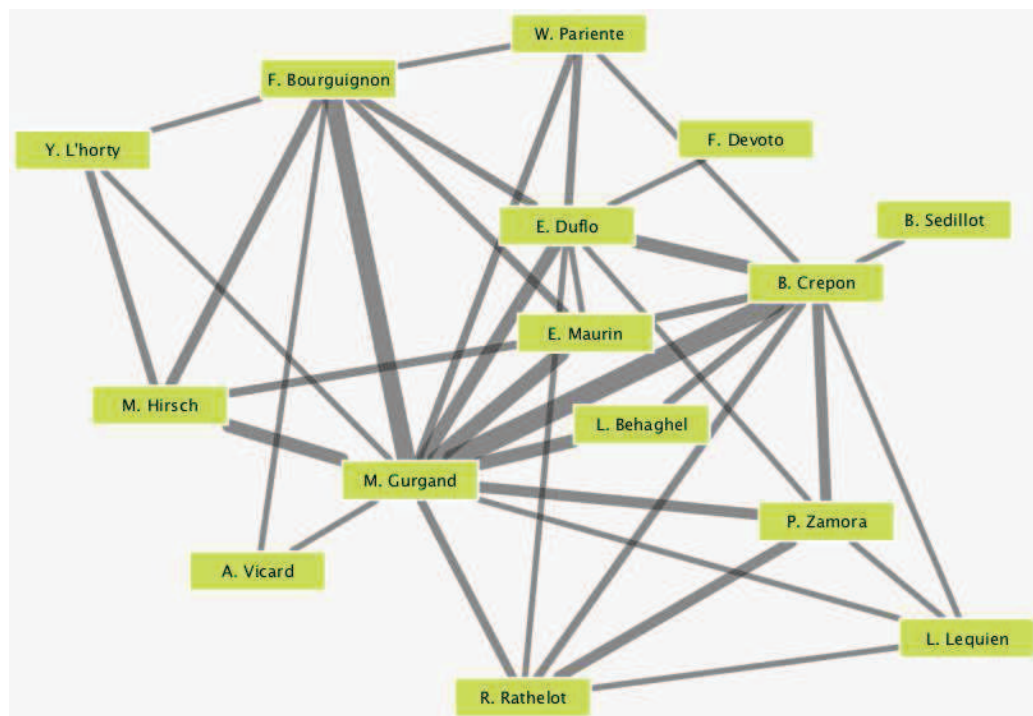 W. Pariente
F. Bourguignon
F. Devoto
Y. L'horty
B. Sedillot
E. Duflo
B. Crepon
E. Maurin
M. Hirsch
L. Behaghel
M. Gurgand
P. Zamora
A. Vicard
L. Lequien
R. Rathelot